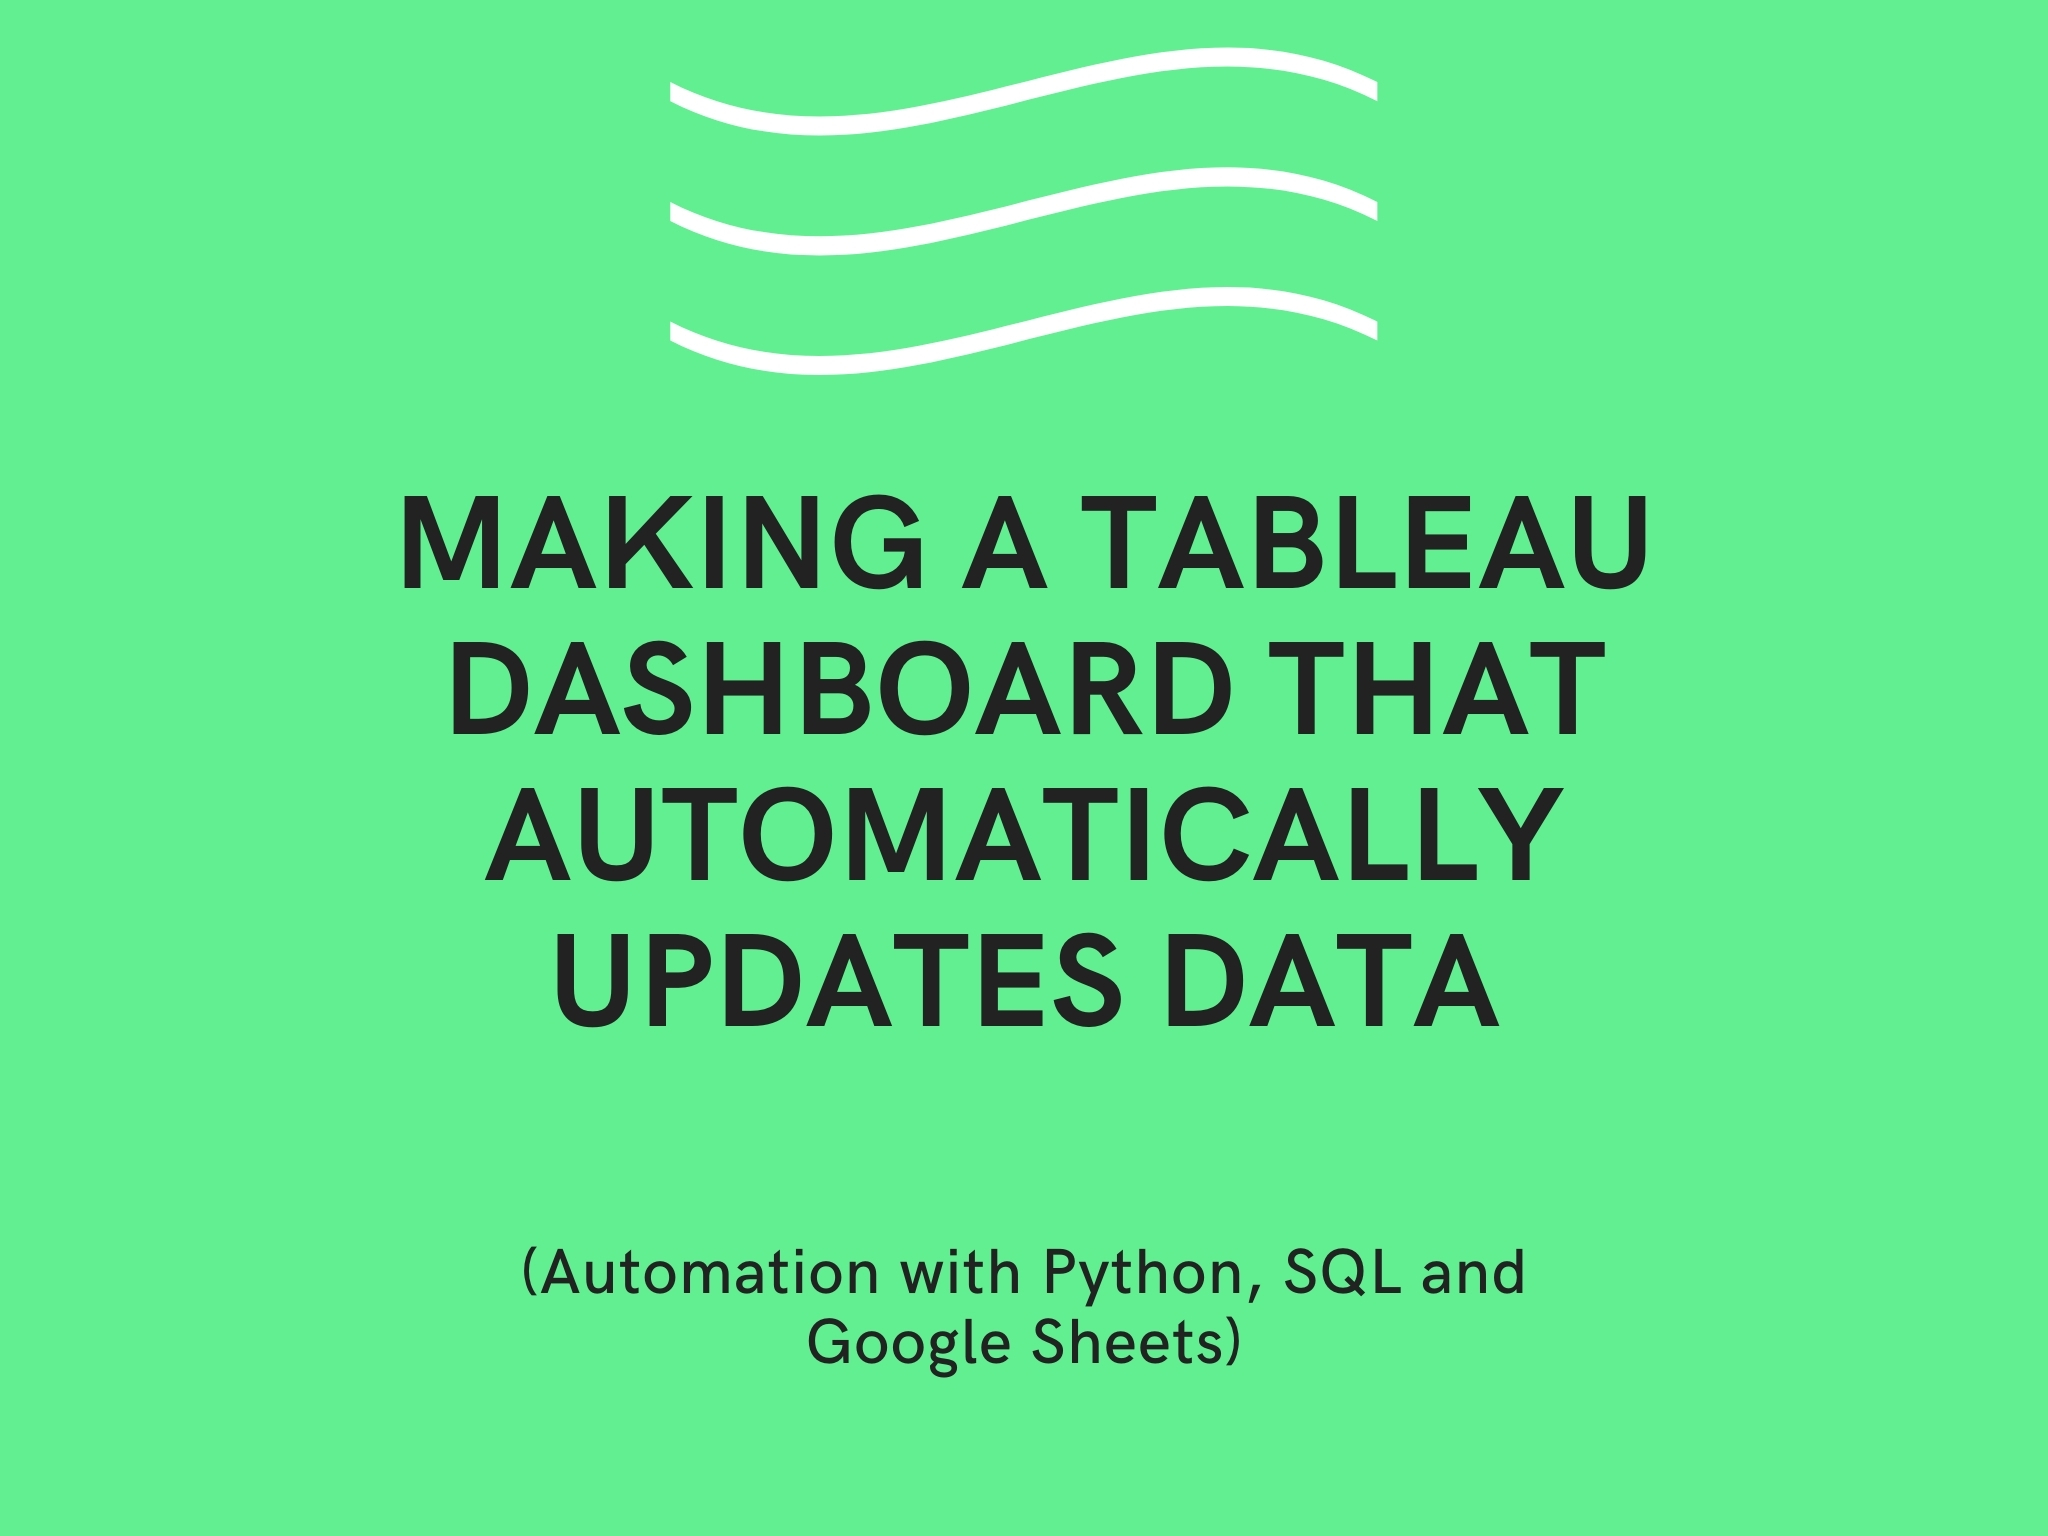 MAKING A TABLEAU
DASHBOARD THAT
AUTOMATICALLY
UPDATES DATA
(Automation with Python, SQL and
Google Sheets)